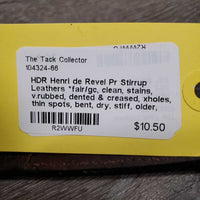 The Tack Collector
104324-66
HDR Henri de Revel Pr Stirrup
Leathers *fair/gc, clean, stains,
v.rubbed, dented & creased, xholes,
thin spots, bent, dry, stiff, older,
R2WWFU
$10.50